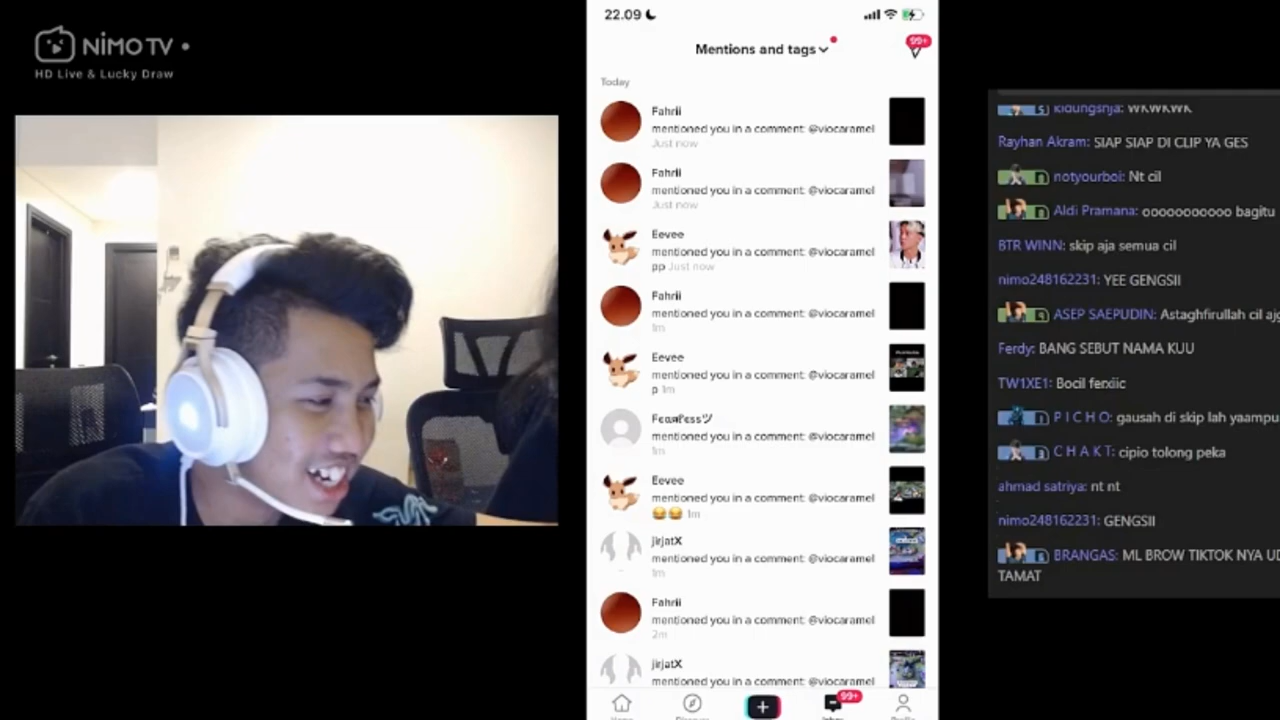 NIMO TV
HD Live & Lucky Draw
22.09
Mentions and tags
99+
Today
Fahrii
mentioned you in a comment: @viocaramel
Just now
Fahrii
mentioned you in a comment: @viocaramel
Just now
Eevee
mentioned you in a comment: @viocaramel
pp Just now
Fahrii
mentioned you in a comment: @viocaramel
1m
Eevee
mentioned you in a comment: @viocaramel
p 1m
mentioned you in a comment: @viocaramel
1m
Eevee
mentioned you in a comment: @viocaramel
😂😂 1m
jirjatX
mentioned you in a comment: @viocaramel
1m
Fahrii
mentioned you in a comment: @viocaramel
2m
jirjatX
mentioned you in a comment: @viocaramel
99+
kidungsnja: WKWKWK
Rayhan Akram: SIAP SIAP DI CLIP YA GES
notyourboi: Nt cil
Aldi Pramana: ooooooooooo bagitu
BTR WINN: skip aja semua cil
nimo248162231: YEE GENGSII
ASEP SAEPUDIN: Astaghfirullah cil
Ferdy: BANG SEBUT NAMA KUU
TW1XE1: Bocil ferxiic
P I C H O: gausah di skip lah yaampu
C H A K T: cipio tolong peka
ahmad satriya: nt nt
nimo248162231: GENGSII
BRANGAS: ML BROW TIKTOK NYA UD
TAMAT